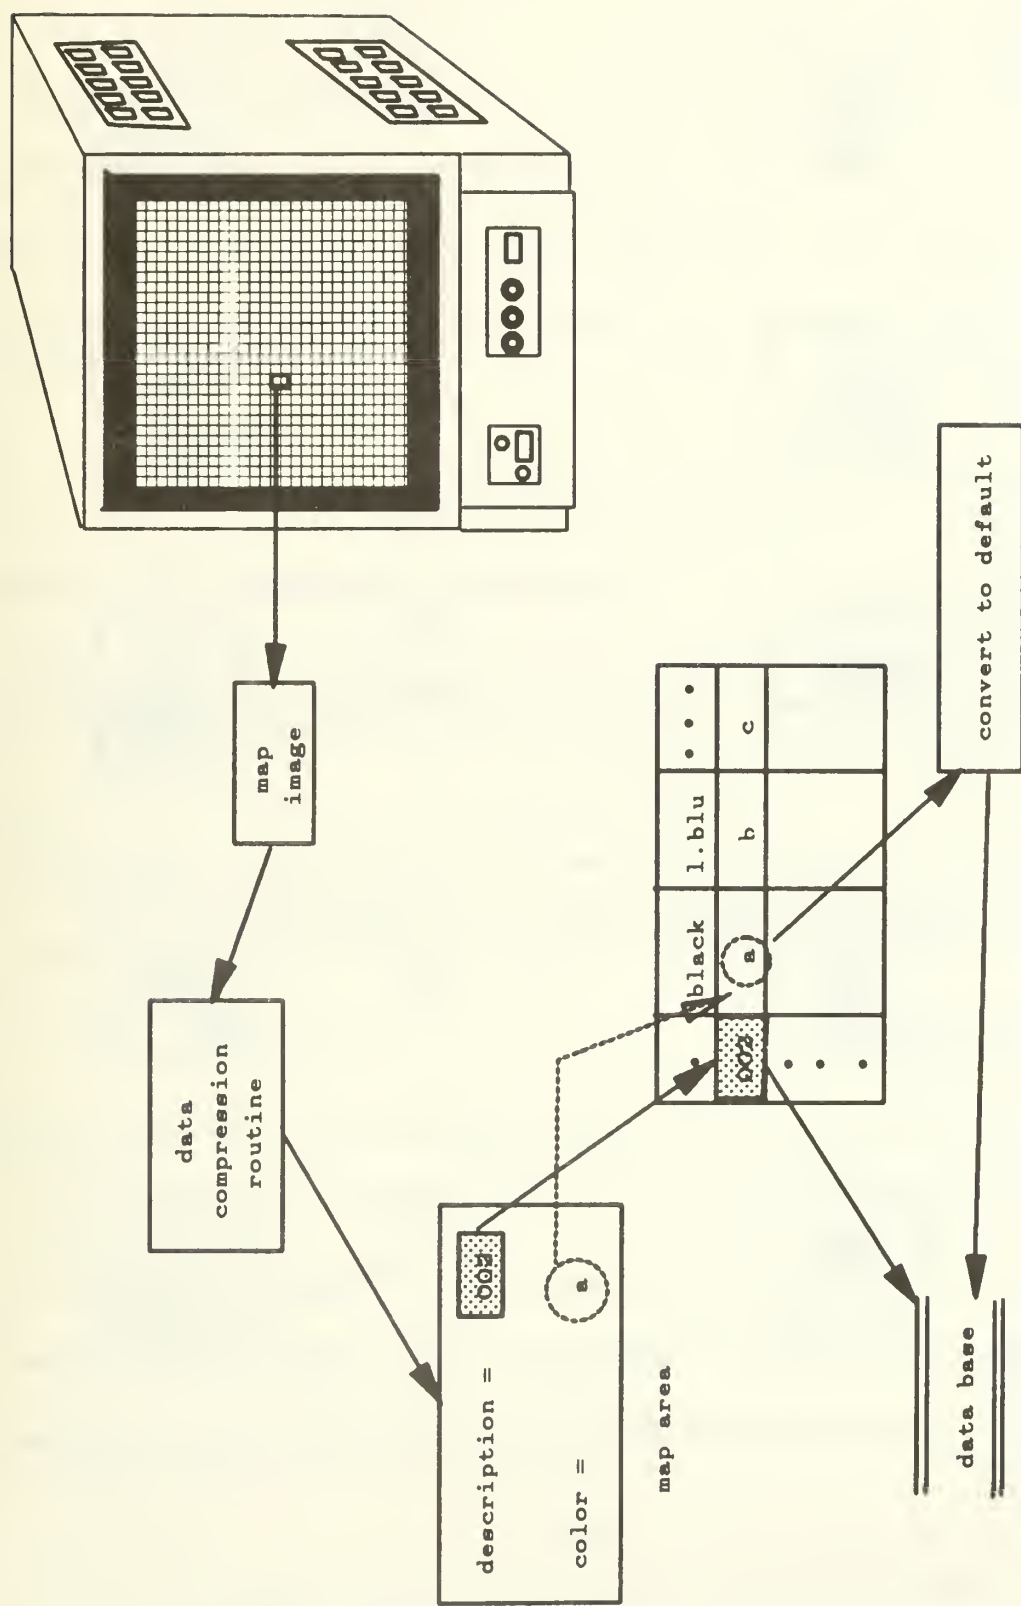 data
compression
routine
map
image
description =
color = a
map area
black l.blu • • •
a b c
data base
convert to default